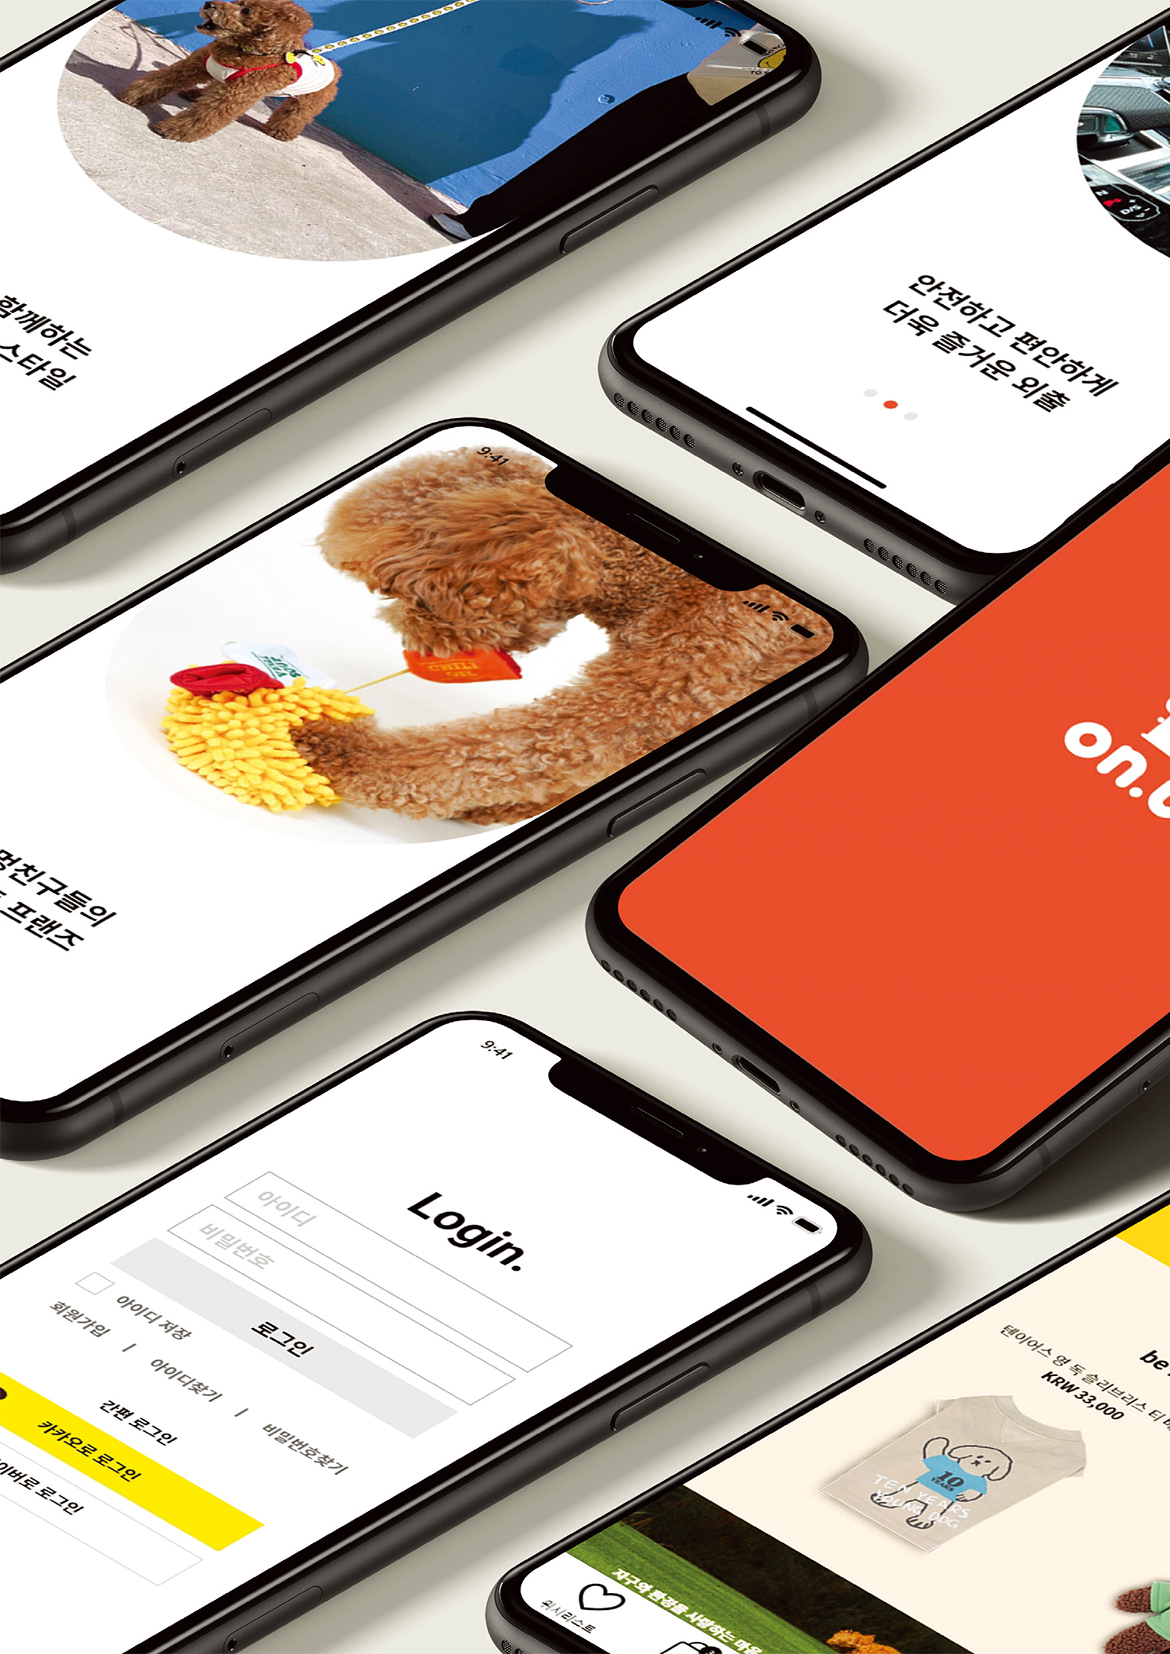 함께하는
스타일
안전하고 편안하게
더욱 즐거운 외출
9:41
친구들의
프랜즈
on.
9:41
Login.
아이디
비밀번호
로그인
아이디 저장
회원가입 / 아이디찾기 / 비밀번호찾기
간편 로그인
카카오로 로그인
이버로 로그인
be
텐이어스 영 독 슬리브리스 티
KRW 33,000
10
YEARS
TEN YEARS
YOUNG DOG
지구와 환경을 사랑하는 마음
위시리스트
D/S